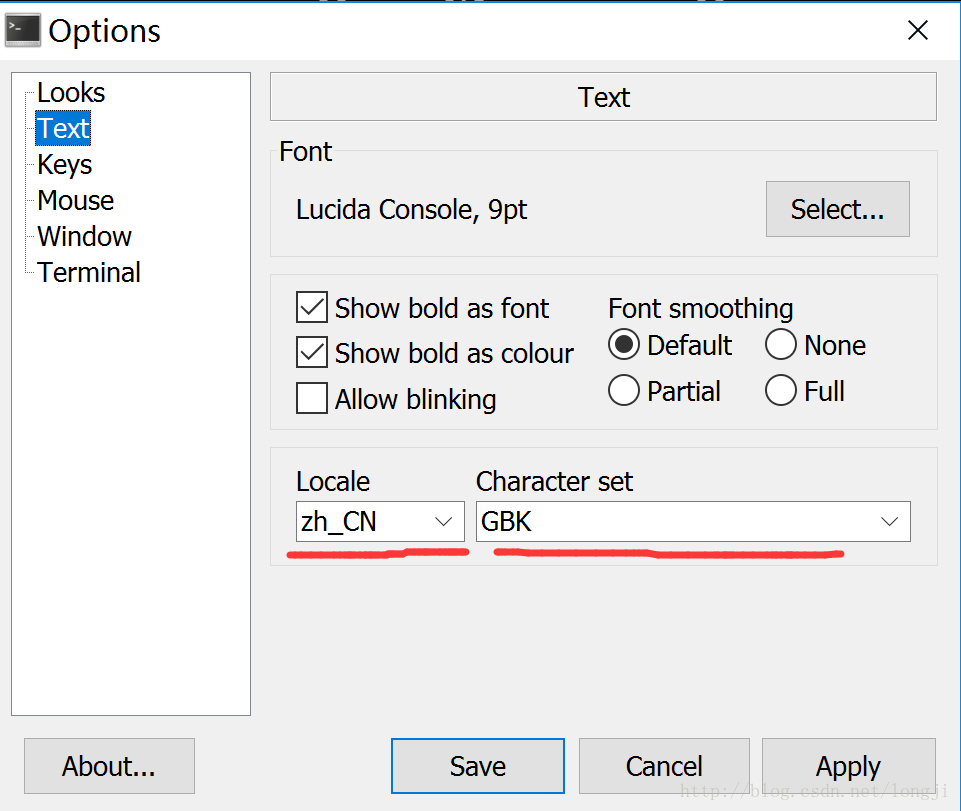 Options
Looks
Text
Keys
Mouse
Window
Terminal
Text
Font
Lucida Console, 9pt
Select...
Show bold as font
Show bold as colour
Allow blinking
Font smoothing
Default
None
Partial
Full
Locale
Character set
zh_CN
GBK
About...
Save
Cancel
Apply
http://blog.csdn.net/longji